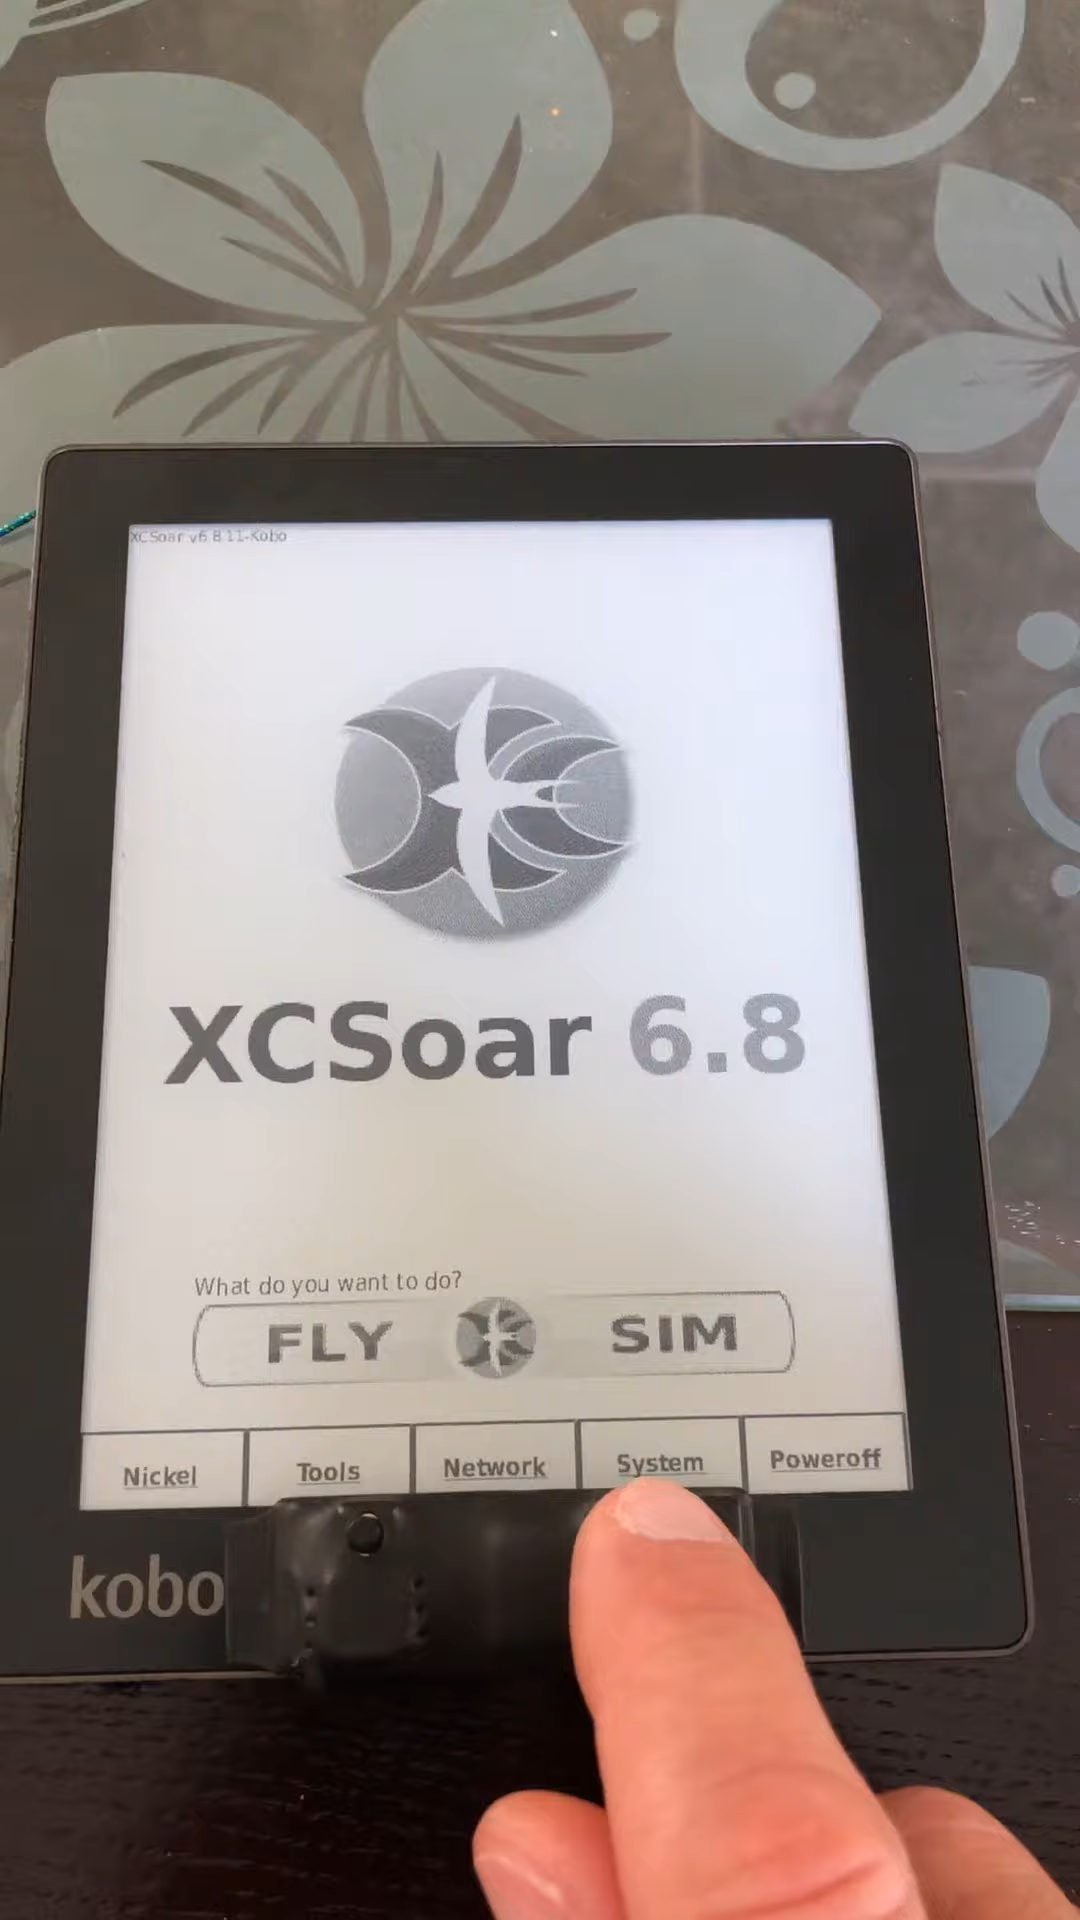 XCSoar v6.8.11-Kobo
XCSoar 6.8
What do you want to do?
FLY SIM
Nickel Tools Network System Poweroff
kobo